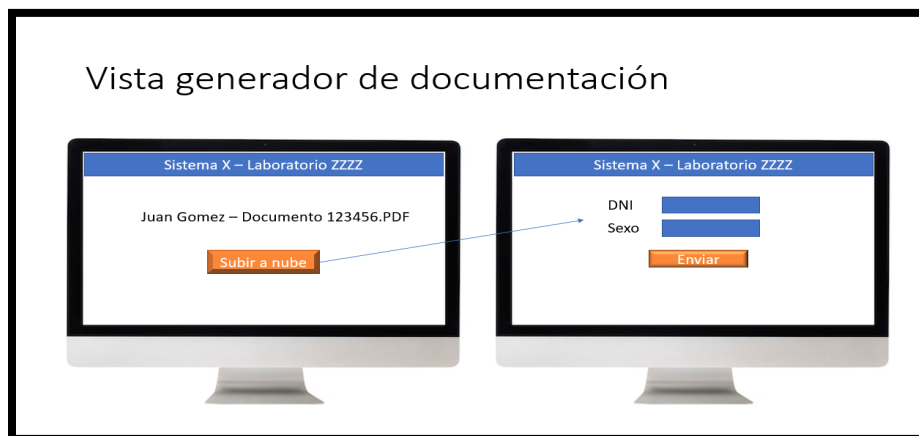 Vista generador de documentación
Sistema X – Laboratorio ZZZZ
Juan Gomez – Documento 123456.PDF
Subir a nube
Sistema X – Laboratorio ZZZZ
DNI
Sexo
Enviar